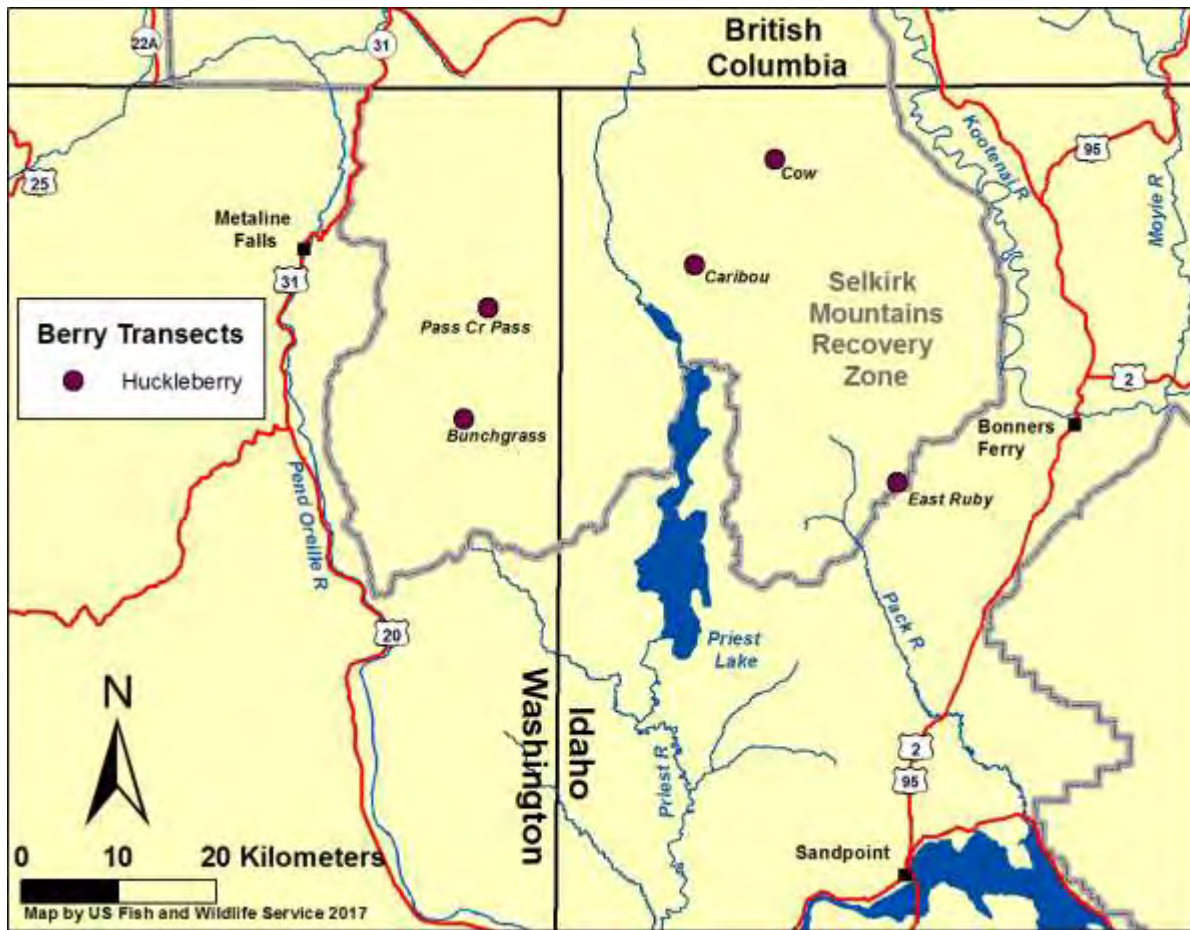 British
Columbia
22A
31
Kootenai R
95
Moyie R
25
Cow
Metaline
Falls
31
Caribou
Selkirk
Mountains
Recovery
Zone
Berry Transects
Huckleberry
Pass Cr Pass
2
Bunchgrass
Bonners
Ferry
Pend Oreille R
East Ruby
Pack R
20
Priest
Lake
N
Washington
Idaho
Priest R
2
95
Sandpoint
0 10 20 Kilometers
Map by US Fish and Wildlife Service 2017